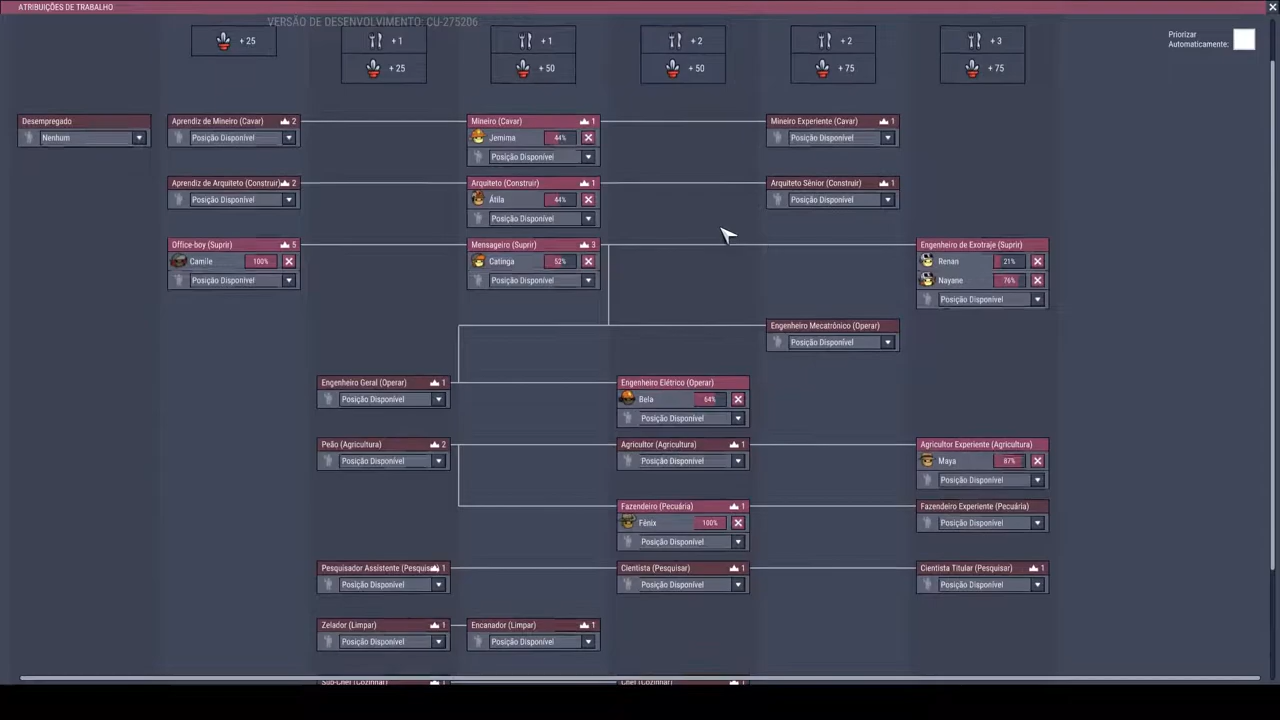 ATRIBUIÇÕES DE TRABALHO
VERSÃO DE DESENVOLVIMENTO: CU-275206
Priorizar
Automaticamente:
+ 25
+ 1
+ 25
+ 1
+ 50
+ 2
+ 50
+ 2
+ 75
+ 3
+ 75
Desempregado
Nenhum
Aprendiz de Mineiro (Cavar) 2
Posição Disponível
Mineiro (Cavar) 1
Jemima 44%
Posição Disponível
Mineiro Experiente (Cavar) 1
Posição Disponível
Aprendiz de Arquiteto (Construir) 2
Posição Disponível
Arquiteto (Construir) 1
Átila 44%
Posição Disponível
Arquiteto Sênior (Construir) 1
Posição Disponível
Office-boy (Suprir) 5
Camile 100%
Posição Disponível
Mensageiro (Suprir) 3
Catinga 52%
Posição Disponível
Engenheiro de Exotraje (Suprir)
Renan 21%
Nayane 76%
Posição Disponível
Engenheiro Mecatrônico (Operar)
Posição Disponível
Engenheiro Geral (Operar) 1
Posição Disponível
Engenheiro Elétrico (Operar)
Bela 64%
Posição Disponível
Peão (Agricultura) 2
Posição Disponível
Agricultor (Agricultura) 1
Posição Disponível
Agricultor Experiente (Agricultura)
Maya 87%
Posição Disponível
Fazendeiro (Pecuária) 1
Fênix 100%
Posição Disponível
Fazendeiro Experiente (Pecuária)
Posição Disponível
Pesquisador Assistente (Pesquisar) 1
Posição Disponível
Cientista (Pesquisar) 1
Posição Disponível
Cientista Titular (Pesquisar) 1
Posição Disponível
Zelador (Limpar) 1
Posição Disponível
Encanador (Limpar) 1
Posição Disponível
Sub-Chef (Cozinhar) 1
Chef (Cozinhar) 1